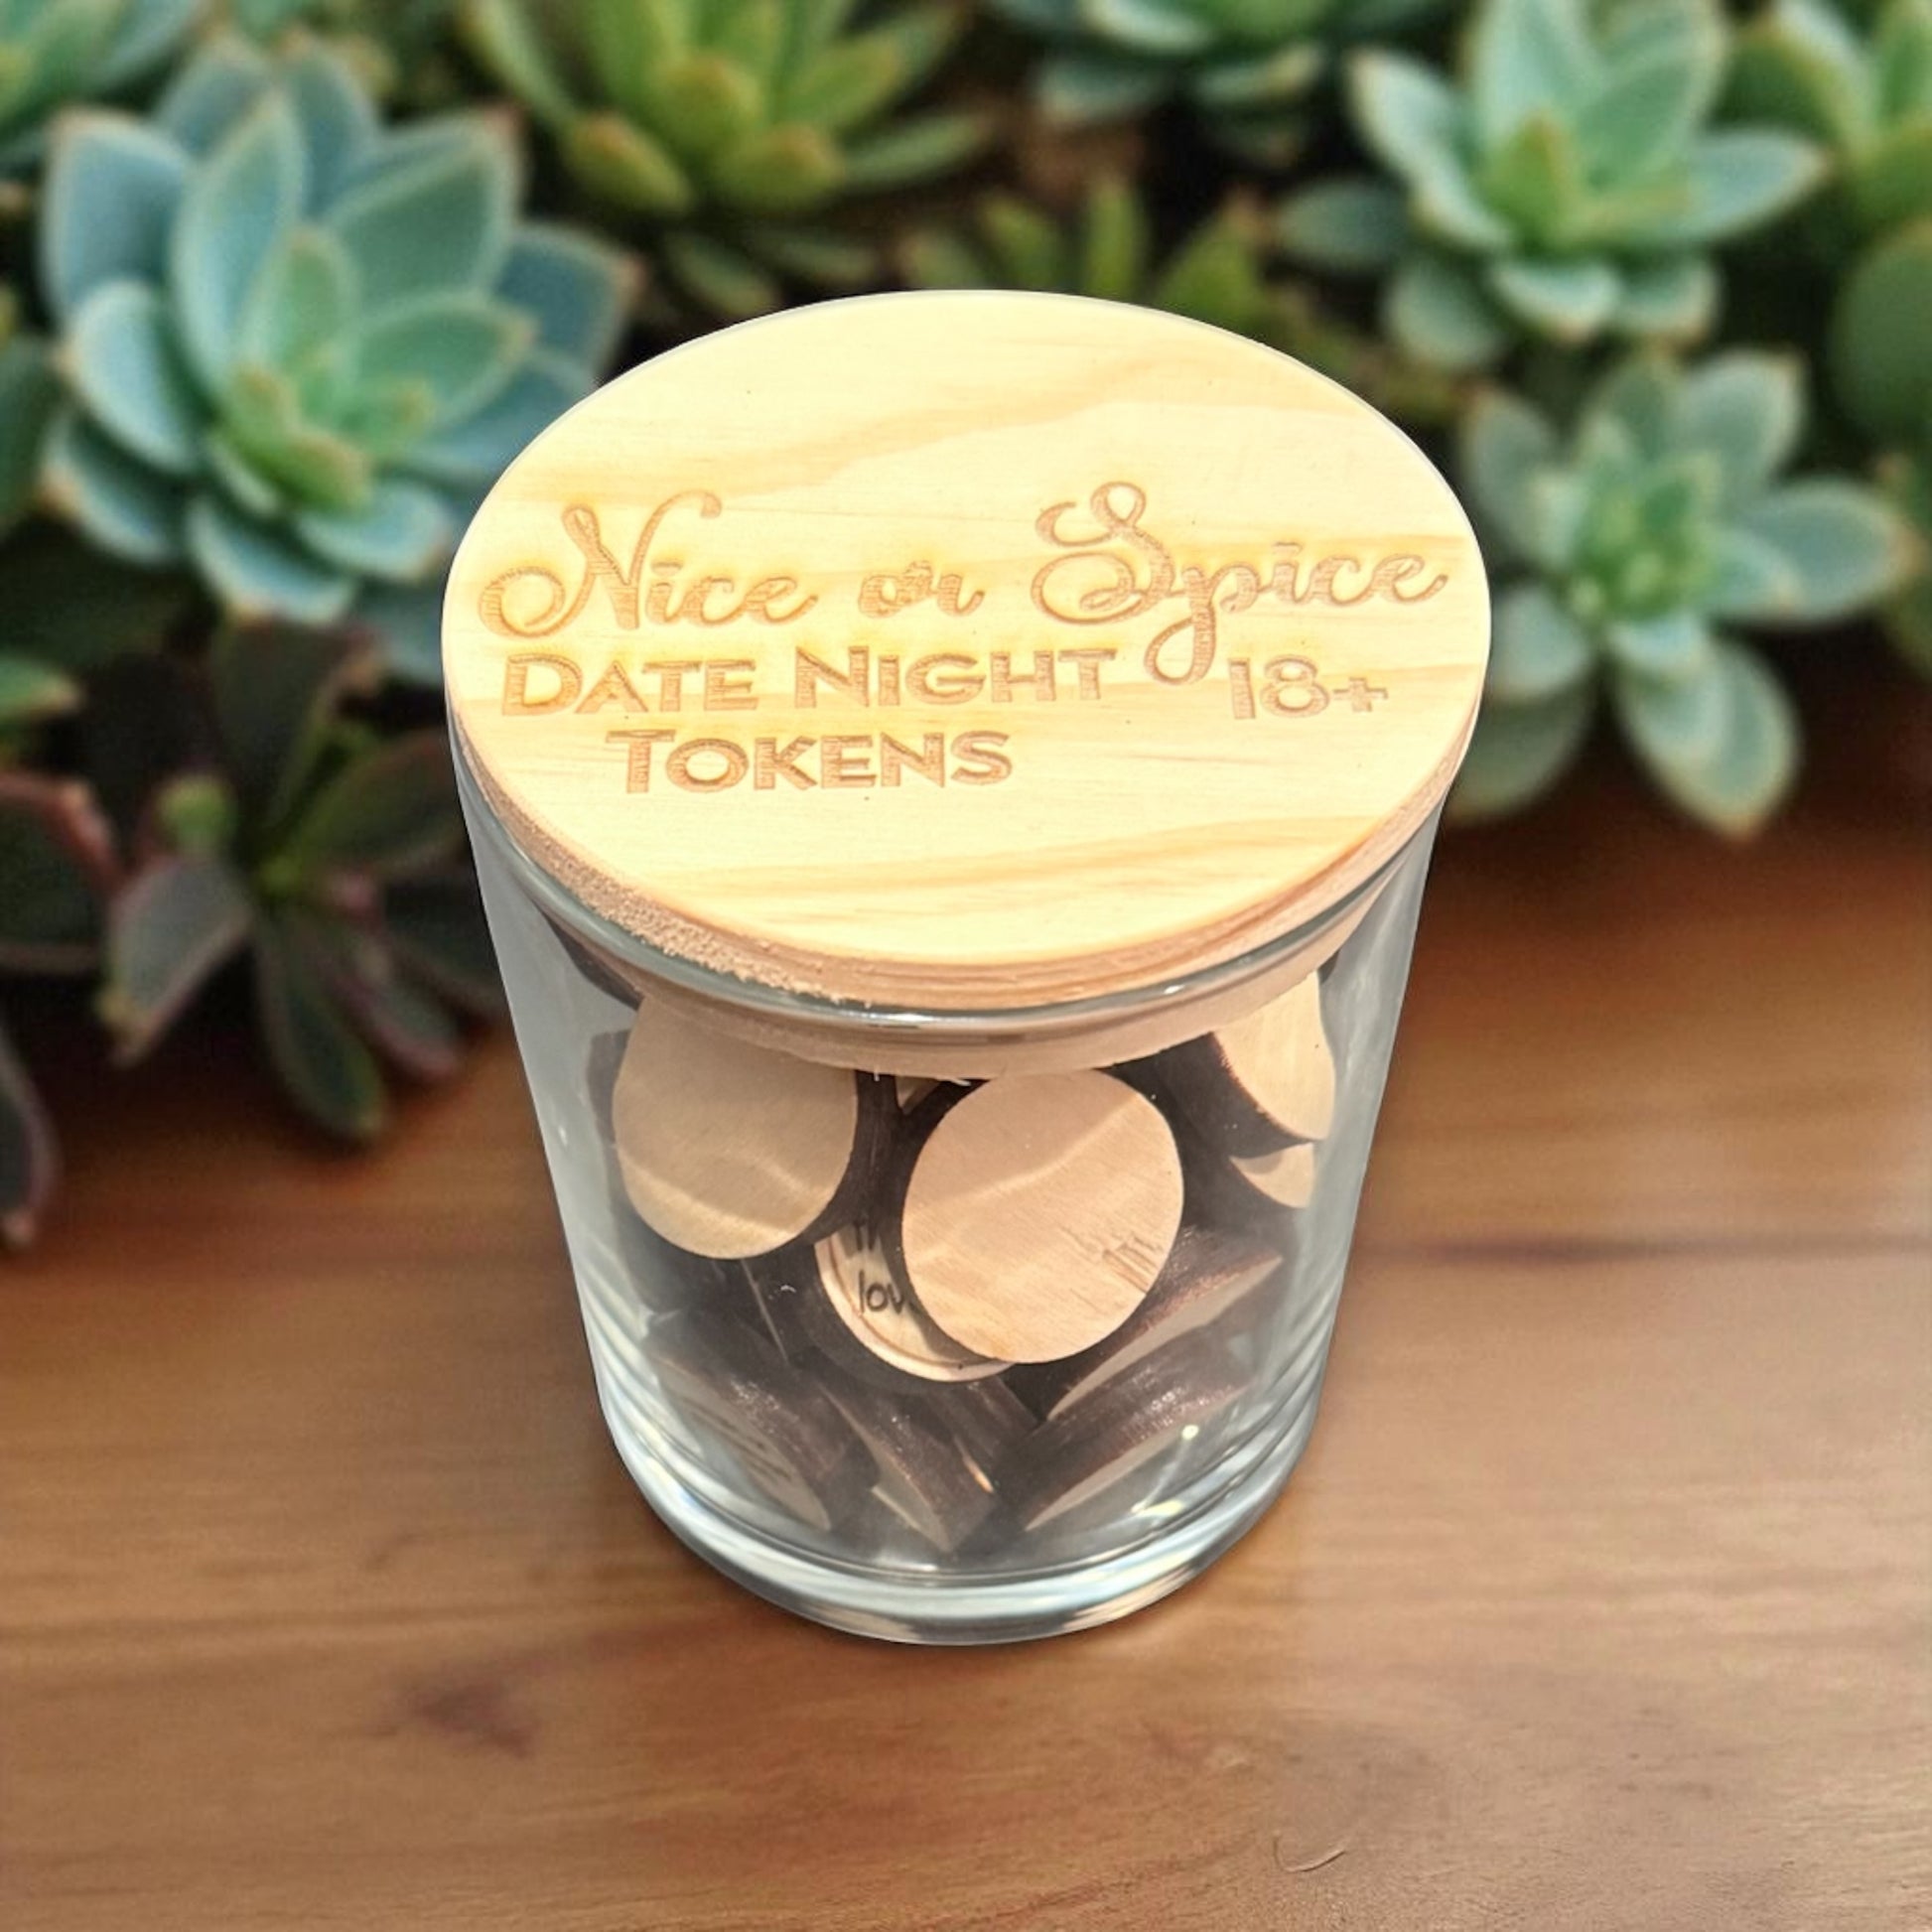 Nice or Spice
DATE NIGHT 18+
TOKENS